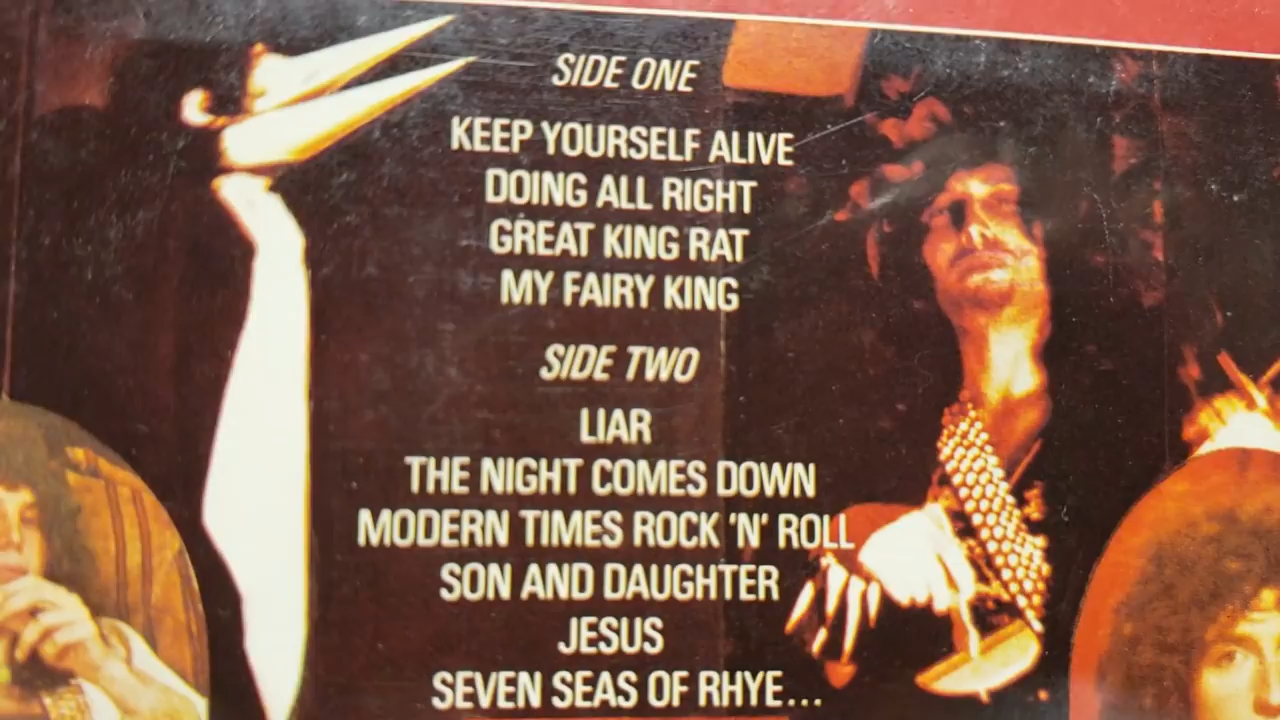 SIDE ONE
KEEP YOURSELF ALIVE
DOING ALL RIGHT
GREAT KING RAT
MY FAIRY KING
SIDE TWO
LIAR
THE NIGHT COMES DOWN
MODERN TIMES ROCK 'N' ROLL
SON AND DAUGHTER
JESUS
SEVEN SEAS OF RHYE...